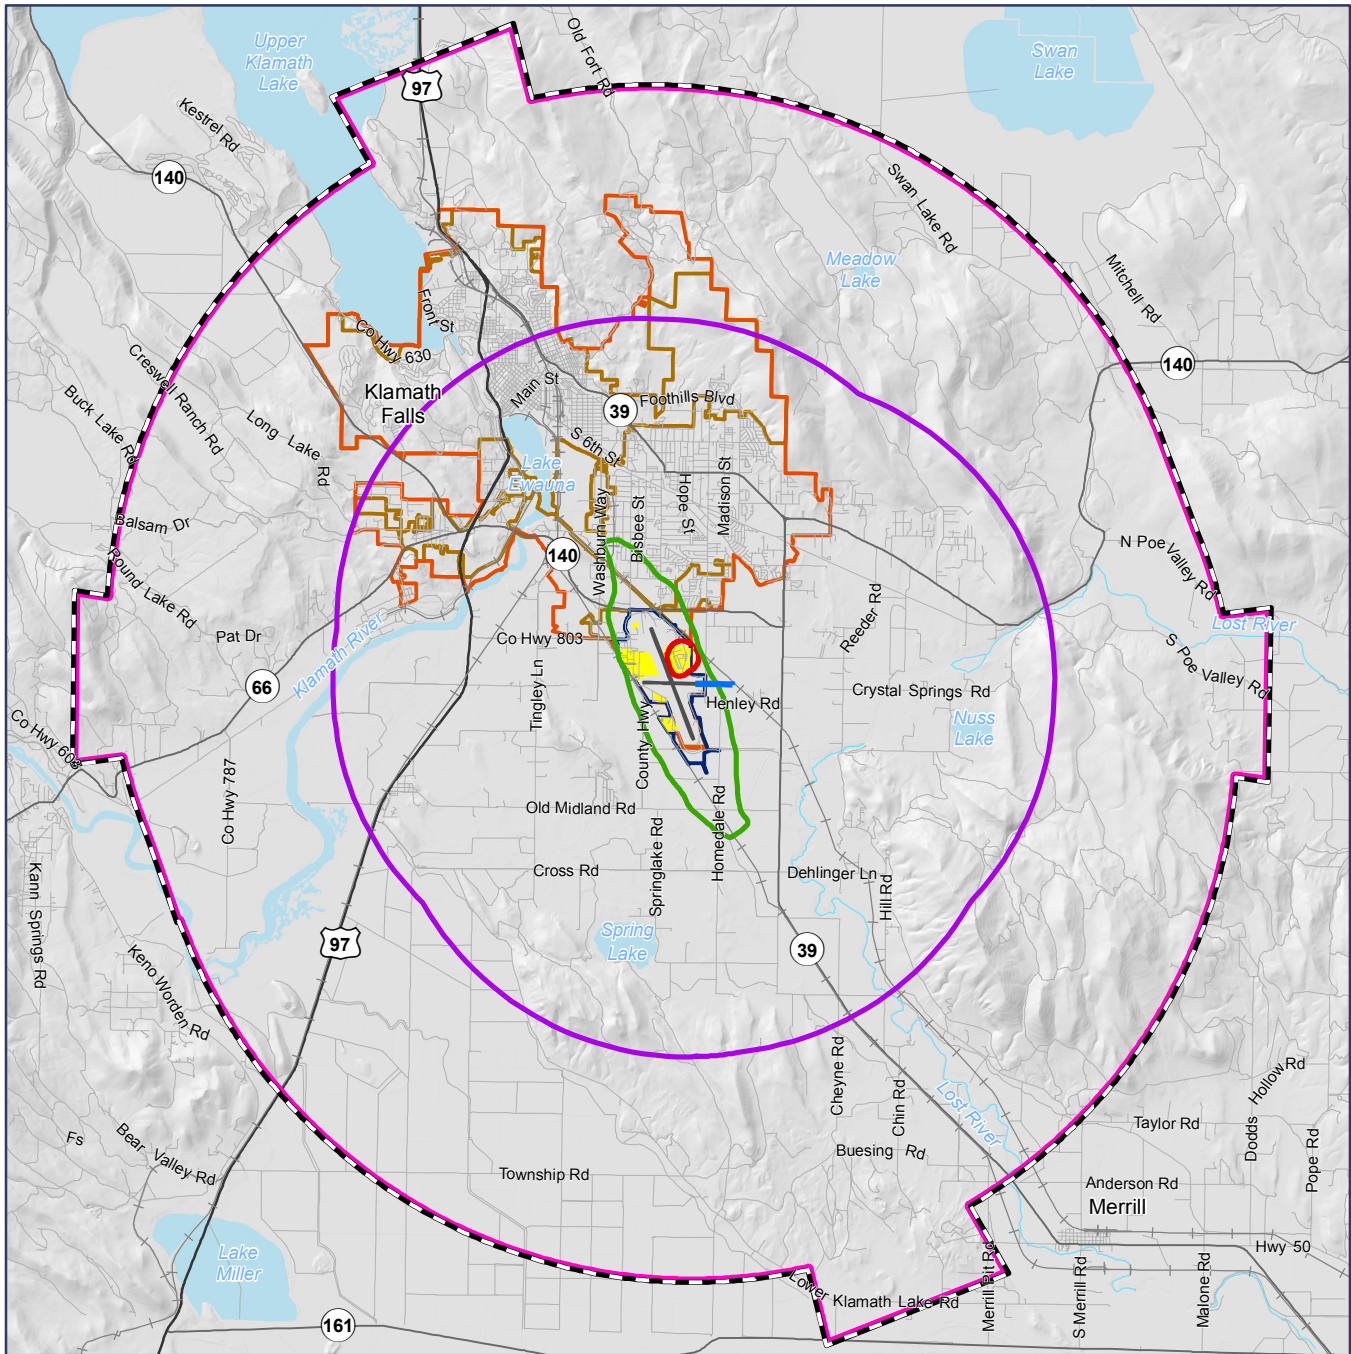 Upper
Klamath
Lake
Old Fort Rd
Swan
Lake
97
Kestrel Rd
140
Swan Lake Rd
Meadow
Lake
Mitchell Rd
Front St
Co Hwy 630
Creswell Ranch Rd
Buck Lake Rd
Long Lake Rd
Klamath
Falls
Main St
39
Foothills Blvd
140
S 6th St
Lake
Ewauna
Washburn Way
Bisbee St
Hope St
Madison St
Balsam Dr
Round Lake Rd
140
N Poe Valley Rd
Lost River
S Poe Valley Rd
Pat Dr
Klamath River
66
Co Hwy 803
Tingley Ln
Reeder Rd
Crystal Springs Rd
Nuss
Lake
Henley Rd
County Hwy
Co Hwy 603
Co Hwy 787
Old Midland Rd
Homedale Rd
Springlake Rd
Cross Rd
Dehlinger Ln
Hill Rd
Kann Springs Rd
97
Spring
Lake
39
Keno Worden Rd
Cheyne Rd
Chin Rd
Lost River
Buesing Rd
Fs
Bear Valley Rd
Township Rd
Taylor Rd
Dodds Hollow Rd
Pope Rd
Anderson Rd
Merrill
Lake
Miller
Hwy 50
Lower Klamath Lake Rd
Merrill Pit Rd
S Merrill Rd
Malone Rd
161